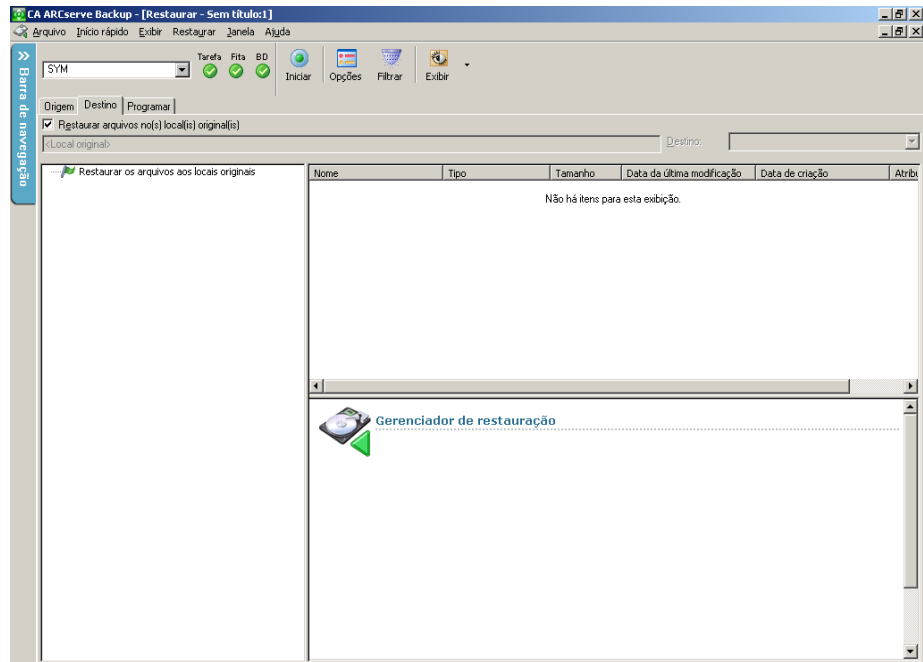 CA ARCserve Backup - [Restaurar - Sem título:1]
Arquivo Início rápido Exibir Restaurar Janela Ajuda
Barra de navegação
SYM
Tarefa Fita BD
Iniciar Opções Filtrar Exibir
Origem Destino Programar
Restaurar arquivos no(s) local(is) original(is)
<Local original> Destino:
Restaurar os arquivos aos locais originais
Nome Tipo Tamanho Data da última modificação Data de criação Atribu
Não há itens para esta exibição.
Gerenciador de restauração